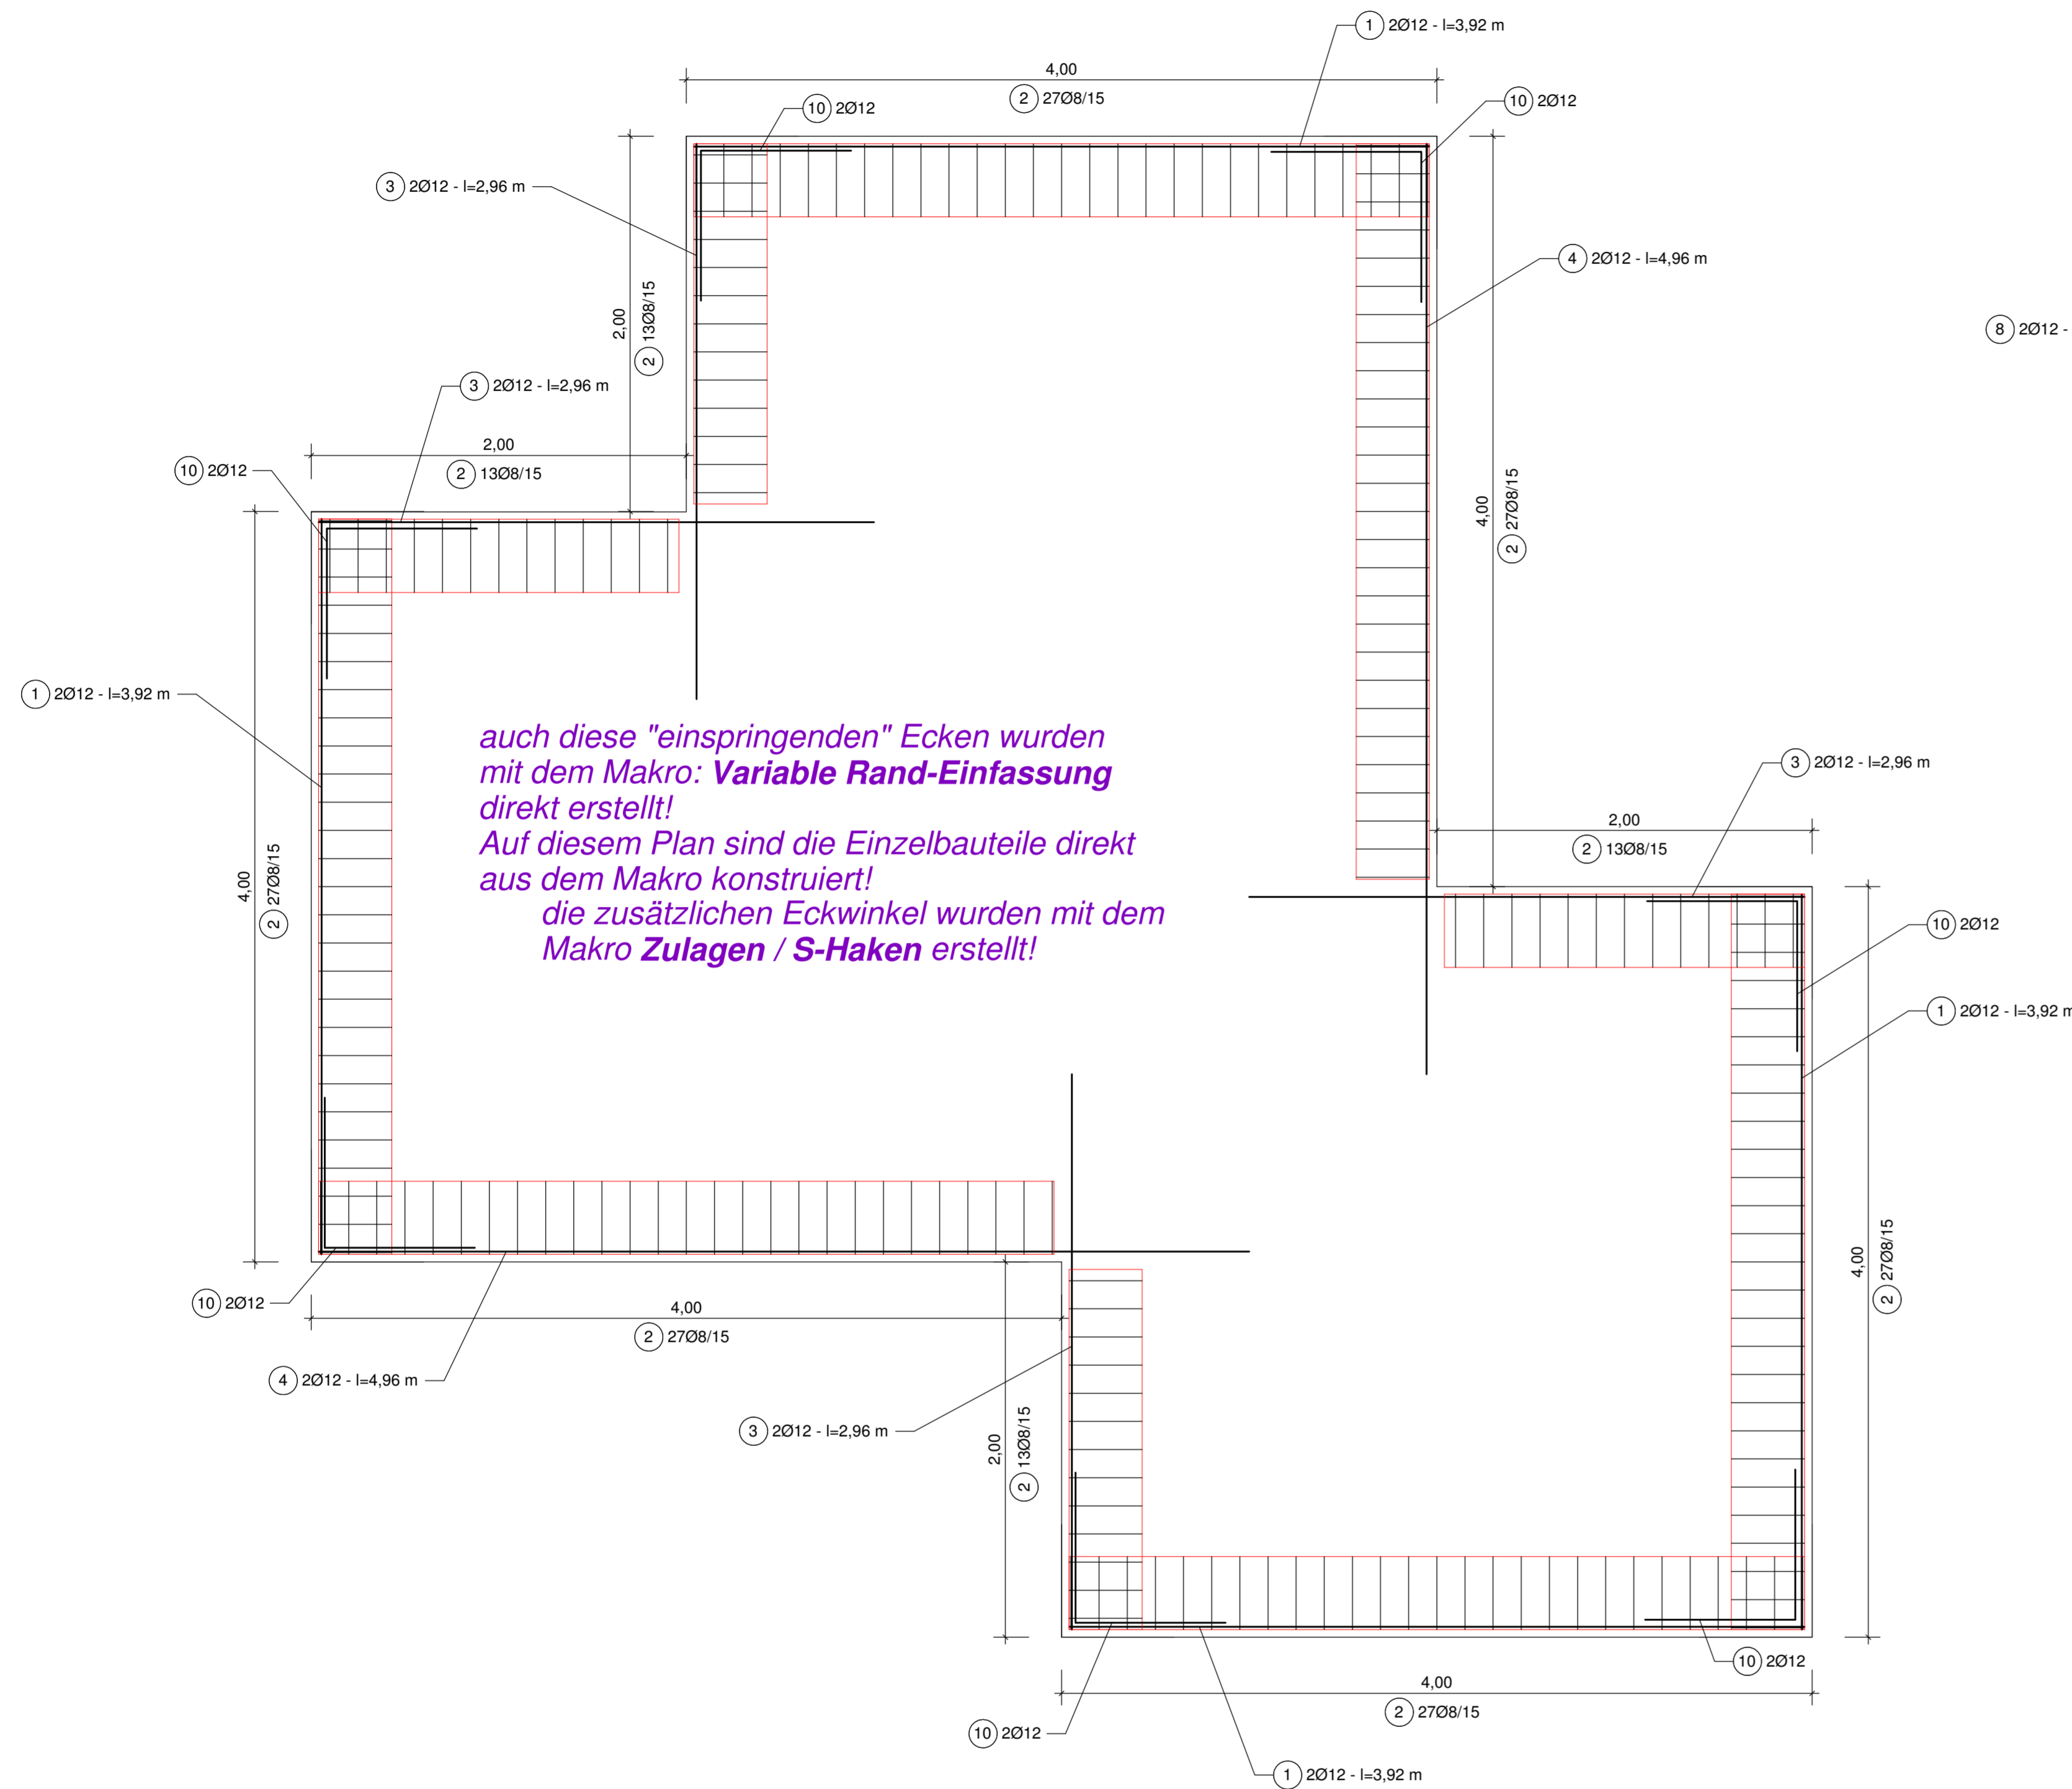 1 2Ø12 - l=3,92 m
4,00
2 27Ø8/15
10 2Ø12
10 2Ø12
3 2Ø12 - l=2,96 m
4 2Ø12 - l=4,96 m
2,00
2 13Ø8/15
8 2Ø12 -
3 2Ø12 - l=2,96 m
2,00
2 13Ø8/15
10 2Ø12
4,00
2 27Ø8/15
1 2Ø12 - l=3,92 m
auch diese "einspringenden" Ecken wurden
mit dem Makro: Variable Rand-Einfassung
direkt erstellt!
Auf diesem Plan sind die Einzelbauteile direkt
aus dem Makro konstruiert!
die zusätzlichen Eckwinkel wurden mit dem
Makro Zulagen / S-Haken erstellt!
3 2Ø12 - l=2,96 m
2,00
2 13Ø8/15
4,00
2 27Ø8/15
10 2Ø12
1 2Ø12 - l=3,92 m
4,00
2 27Ø8/15
10 2Ø12
4,00
2 27Ø8/15
4 2Ø12 - l=4,96 m
3 2Ø12 - l=2,96 m
2,00
2 13Ø8/15
10 2Ø12
4,00
2 27Ø8/15
10 2Ø12
1 2Ø12 - l=3,92 m